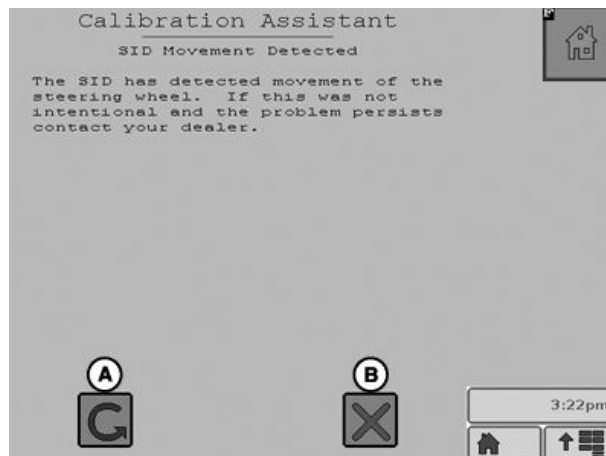 Calibration Assistant
SID Movement Detected
The SID has detected movement of the
steering wheel. If this was not
intentional and the problem persists
contact your dealer.
F
A
B
3:22pm